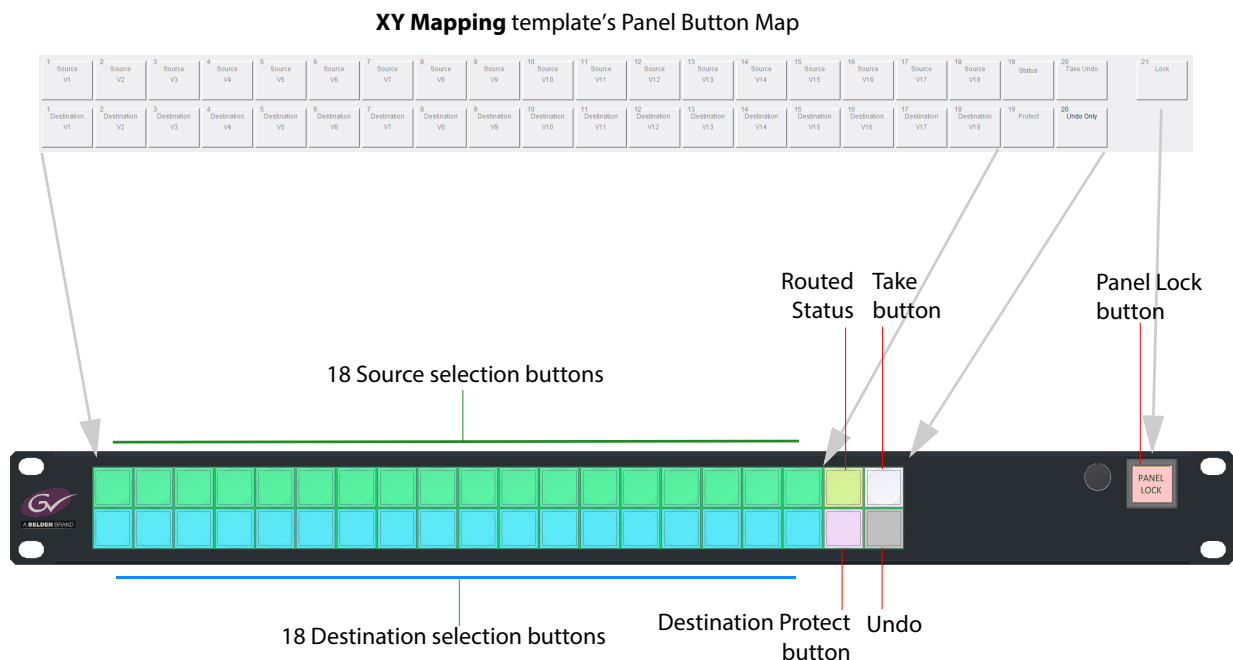 XY Mapping template's Panel Button Map
1 2 3 4 5 6 7 8 9 10 11 12 13 14 15 16 17 18 19 20 21
Source Source Source Source Source Source Source Source Source Source Source Source Source Source Source Source Source Source Status Take Undo Lock
V1 V2 V3 V4 V5 V6 V7 V8 V9 V10 V11 V12 V13 V14 V15 V16 V17 V18
1 2 3 4 5 6 7 8 9 10 11 12 13 14 15 16 17 18 19 20
Destination Destination Destination Destination Destination Destination Destination Destination Destination Destination Destination Destination Destination Destination Destination Destination Destination Destination Protect Undo Only
V1 V2 V3 V4 V5 V6 V7 V8 V9 V10 V11 V12 V13 V14 V15 V16 V17 V18
Routed
Status
Take
button
Panel Lock
button
18 Source selection buttons
GV
A BELDEN BRAND
PANEL
LOCK
18 Destination selection buttons
Destination Protect
button
Undo